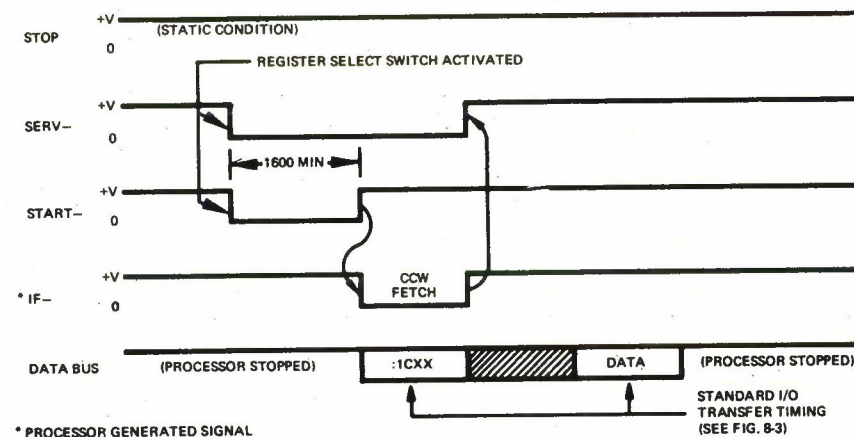 STOP
+V
0
(STATIC CONDITION)
REGISTER SELECT SWITCH ACTIVATED
SERV–
+V
0
1600 MIN
START–
+V
0
* IF–
+V
0
CCW
FETCH
DATA BUS
(PROCESSOR STOPPED)
:1CXX
DATA
(PROCESSOR STOPPED)
STANDARD I/O
TRANSFER TIMING
(SEE FIG. 8-3)
* PROCESSOR GENERATED SIGNAL